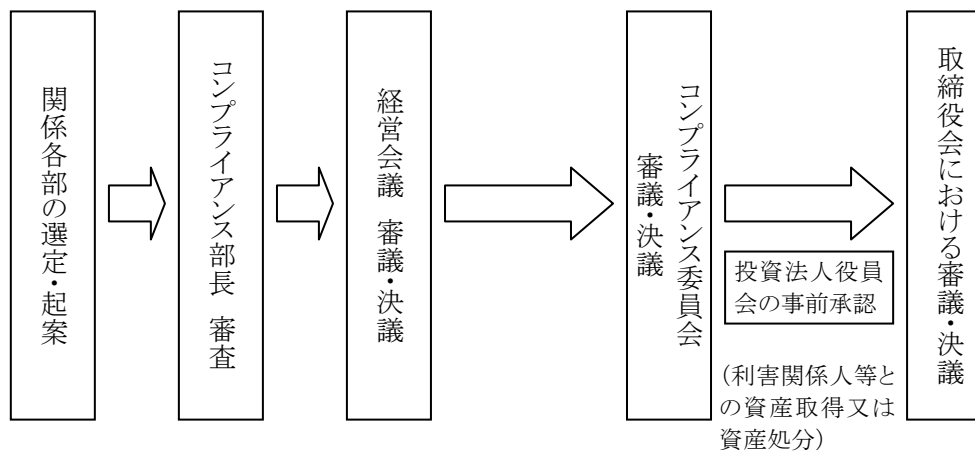 関係各部の選定・起案
コンプライアンス部長 審査
経営会議 審議・決議
コンプライアンス委員会
審議・決議
投資法人役員
会の事前承認
（利害関係人等と
の資産取得又は
資産処分）
取締役会における審議・決議